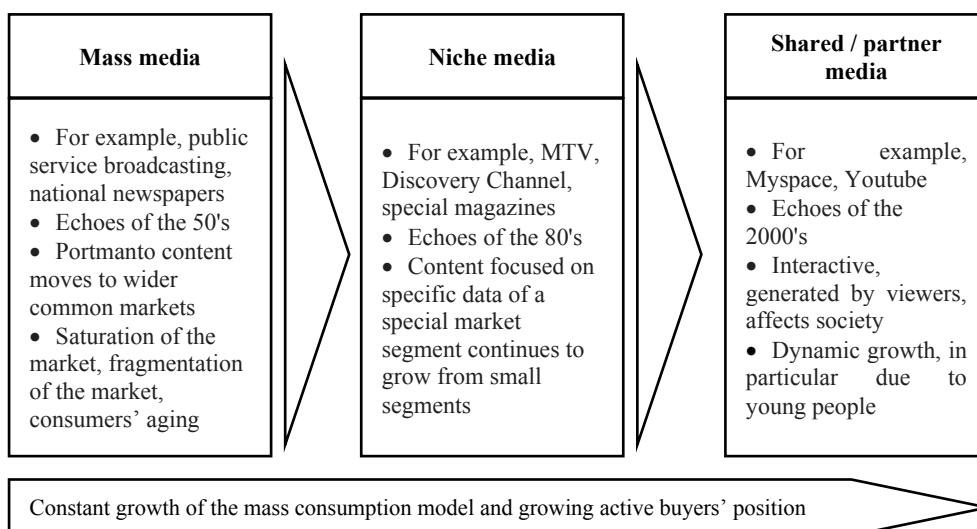 Mass media
• For example, public
service broadcasting,
national newspapers
• Echoes of the 50's
• Portmanto content
moves to wider
common markets
• Saturation of the
market, fragmentation
of the market,
consumers’ aging
Niche media
• For example, MTV,
Discovery Channel,
special magazines
• Echoes of the 80's
• Content focused on
specific data of a
special market
segment continues to
grow from small
segments
Shared / partner
media
• For example,
Myspace, Youtube
• Echoes of the
2000's
• Interactive,
generated by viewers,
affects society
• Dynamic growth, in
particular due to
young people
Constant growth of the mass consumption model and growing active buyers’ position